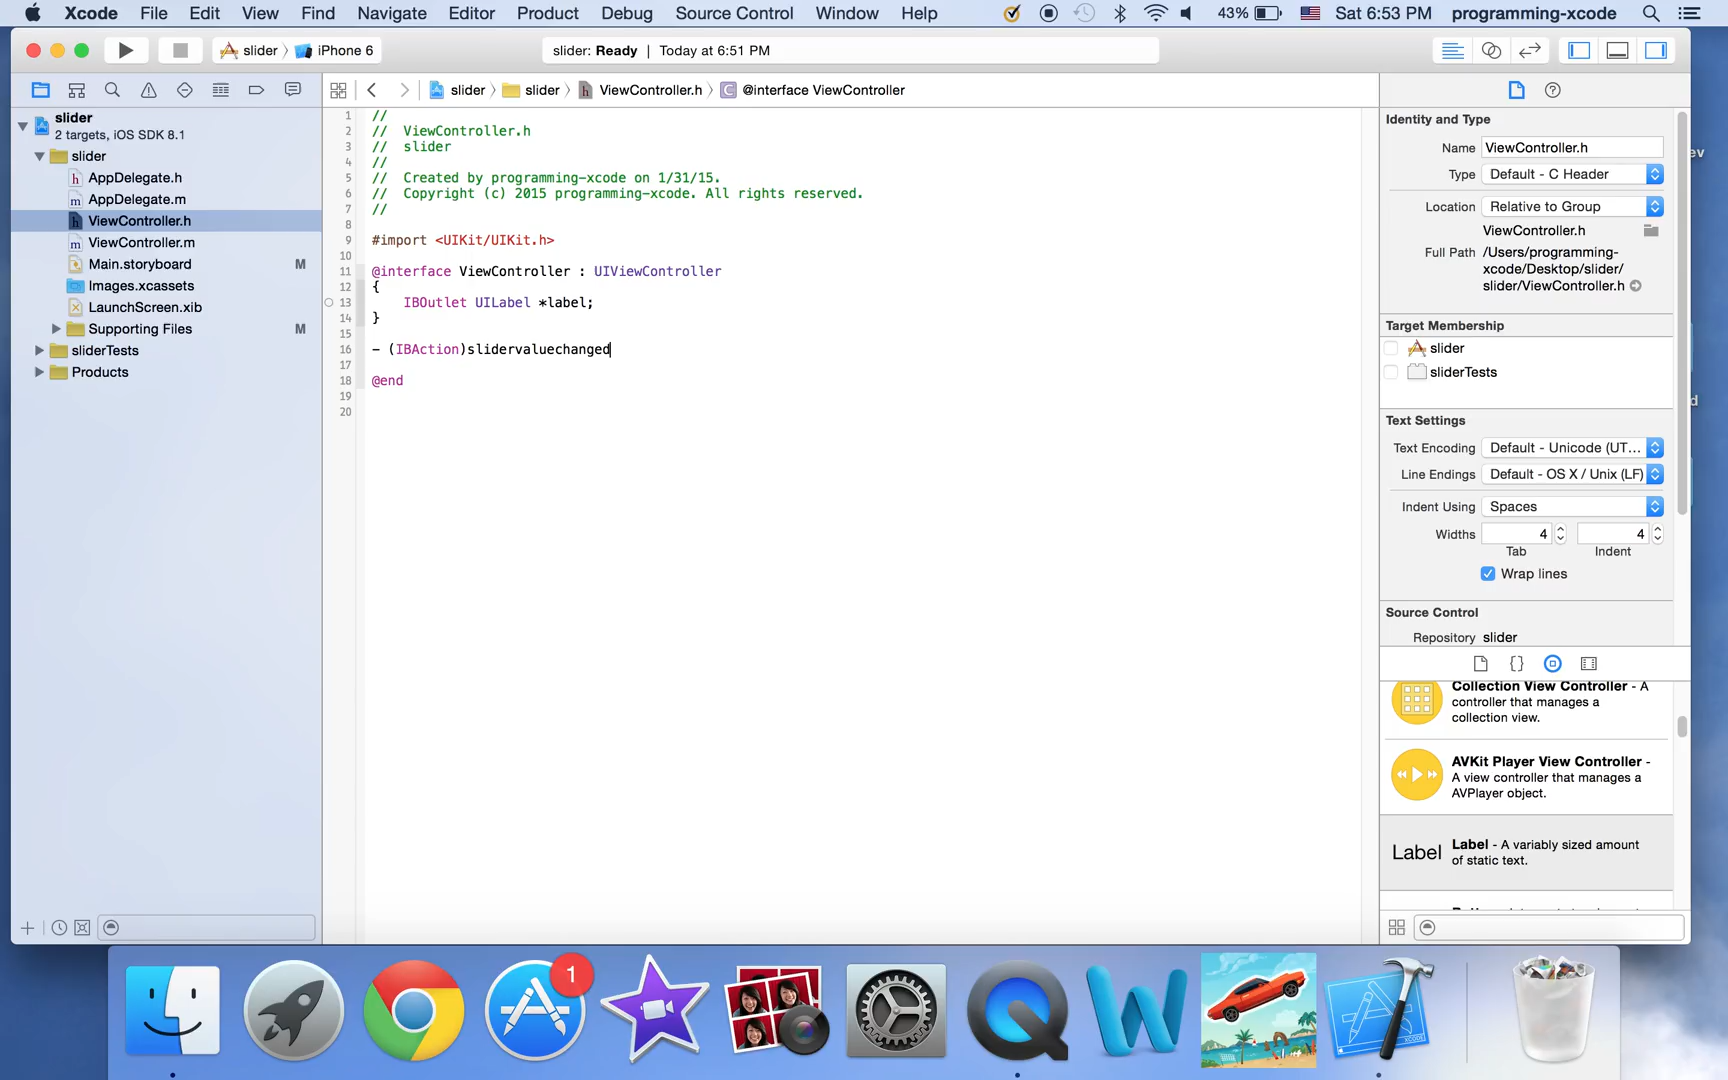 Xcode File Edit View Find Navigate Editor Product Debug Source Control Window Help 43% Sat 6:53 PM programming-xcode
slider iPhone 6 slider: Ready | Today at 6:51 PM
slider slider ViewController.h C @interface ViewController
slider
2 targets, iOS SDK 8.1
slider
h AppDelegate.h
m AppDelegate.m
h ViewController.h
m ViewController.m
Main.storyboard M
Images.xcassets
LaunchScreen.xib
Supporting Files M
sliderTests
Products
1 //
2 // ViewController.h
3 // slider
4 //
5 // Created by programming-xcode on 1/31/15.
6 // Copyright (c) 2015 programming-xcode. All rights reserved.
7 //
8
9 #import <UIKit/UIKit.h>
10
11 @interface ViewController : UIViewController
12 {
13 IBOutlet UILabel *label;
14 }
15
16 - (IBAction)slidervaluechanged
17
18 @end
19
20
Identity and Type
Name ViewController.h
Type Default - C Header
Location Relative to Group
ViewController.h
Full Path /Users/programming-
xcode/Desktop/slider/
slider/ViewController.h
Target Membership
slider
sliderTests
Text Settings
Text Encoding Default - Unicode (UT...
Line Endings Default - OS X / Unix (LF)
Indent Using Spaces
Widths 4 4
Tab Indent
Wrap lines
Source Control
Repository slider
Collection View Controller - A
controller that manages a
collection view.
AVKit Player View Controller -
A view controller that manages a
AVPlayer object.
Label Label - A variably sized amount
of static text.
ev
d
1
XCODE